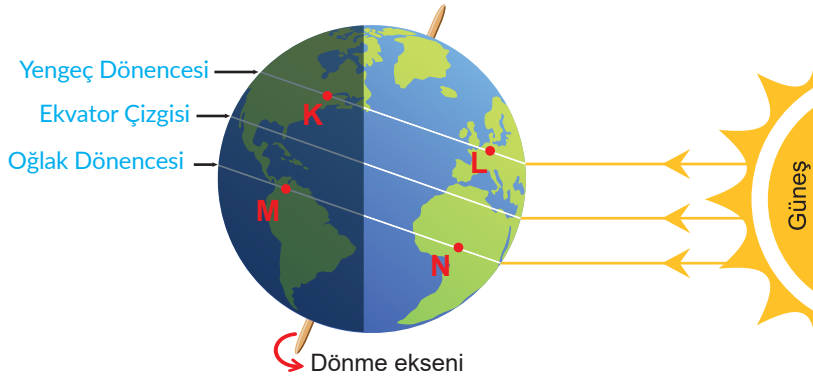 Yengeç Dönencesi
Ekvator Çizgisi
Oğlak Dönencesi
K
L
M
N
Güneş
Dönme ekseni